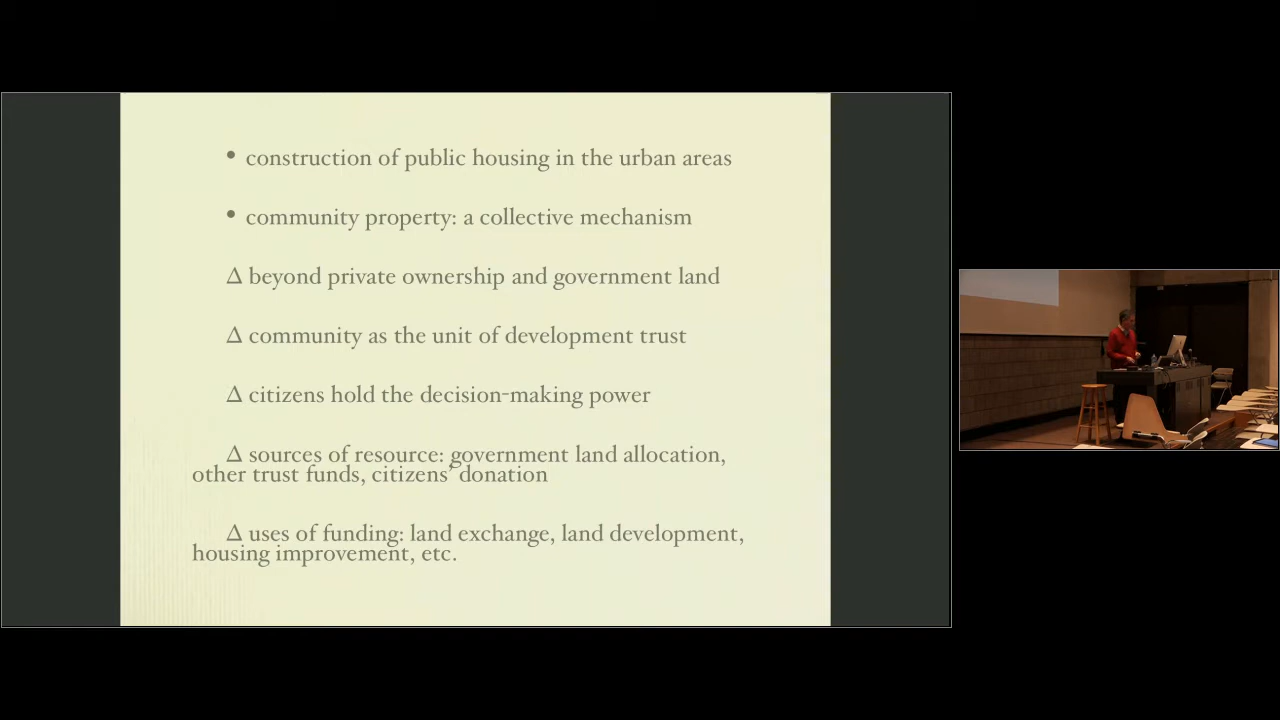 • construction of public housing in the urban areas
• community property: a collective mechanism
Δ beyond private ownership and government land
Δ community as the unit of development trust
Δ citizens hold the decision-making power
Δ sources of resource: government land allocation,
other trust funds, citizens’ donation
Δ uses of funding: land exchange, land development,
housing improvement, etc.